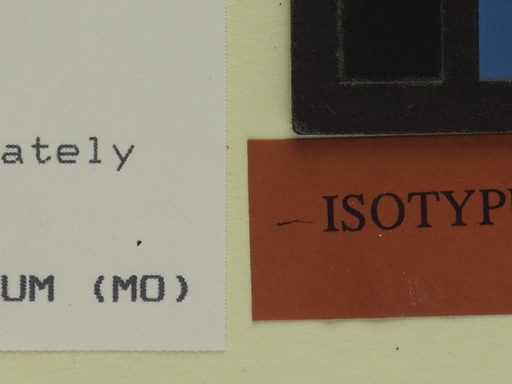 ately
UM (MO)
ISOTYP